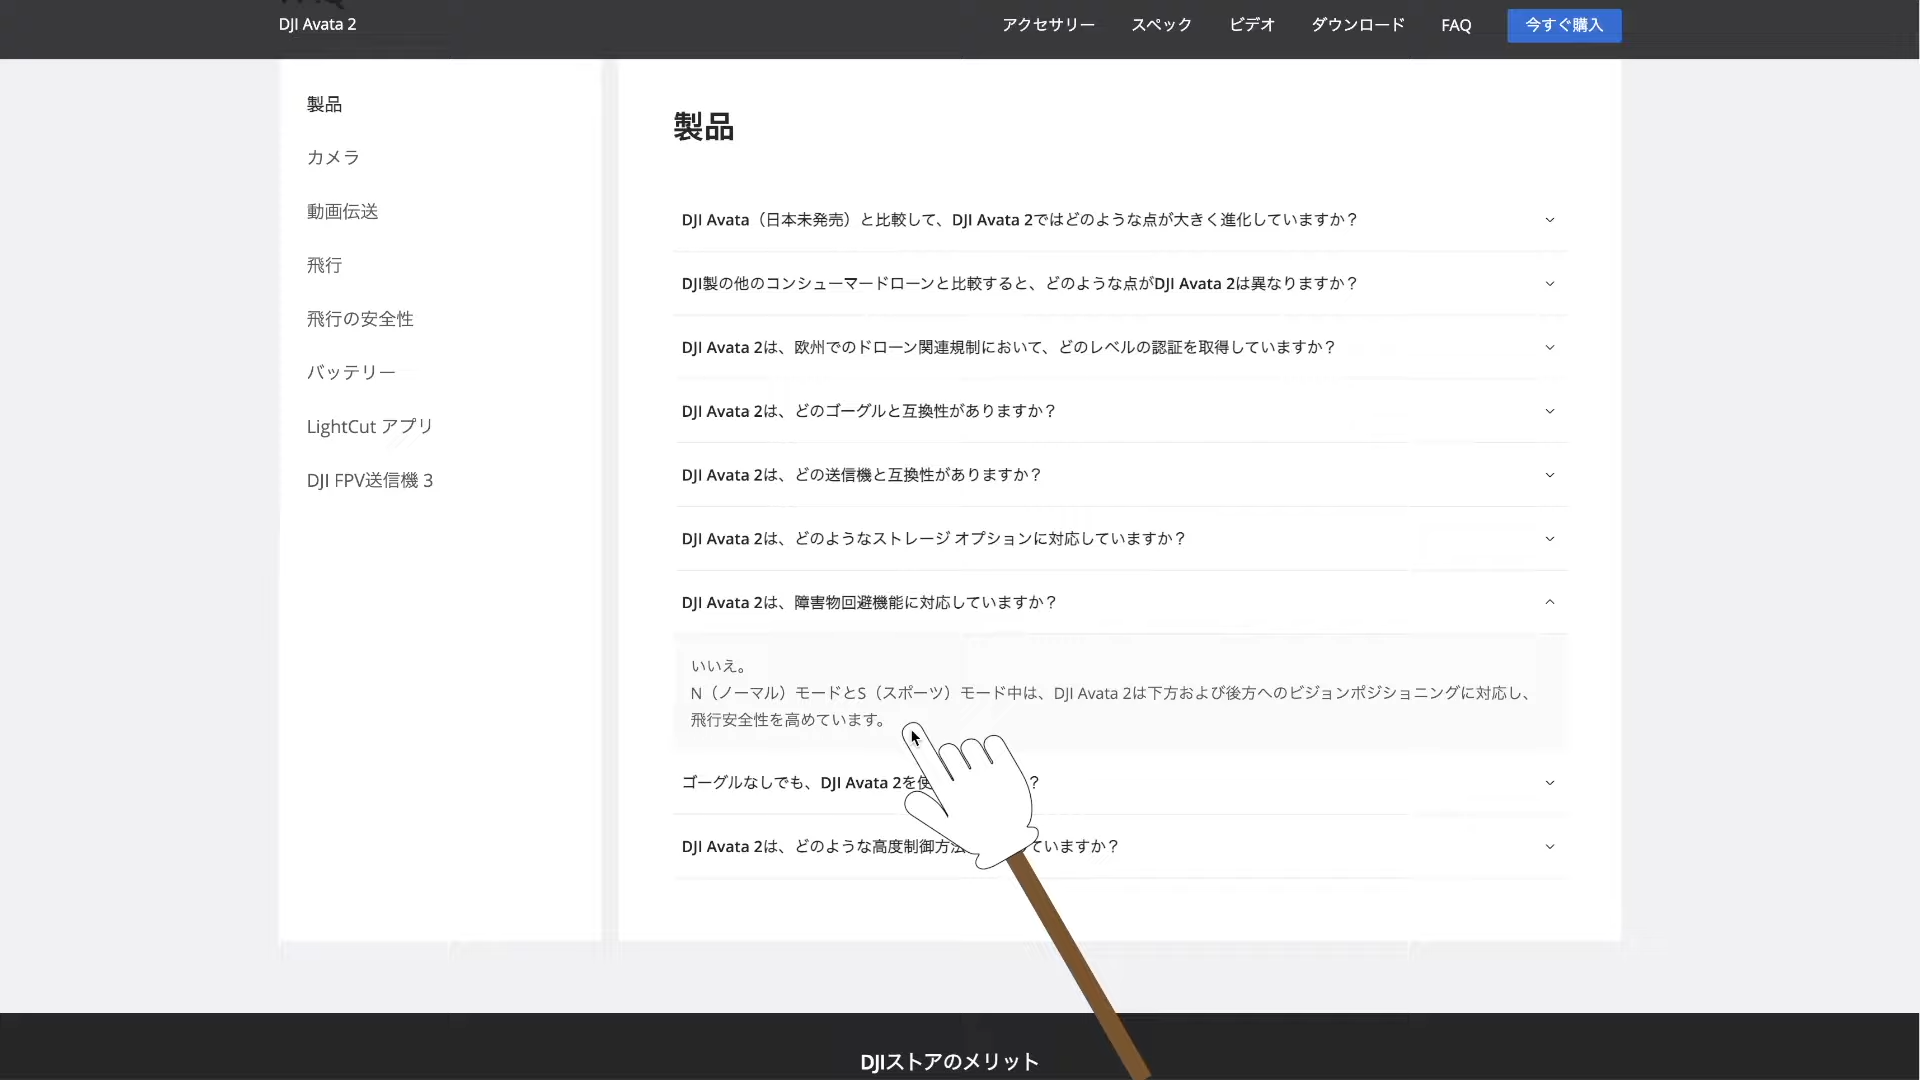 DJI Avata 2
アクセサリー
スペック
ビデオ
ダウンロード
FAQ
今すぐ購入
製品
カメラ
動画伝送
飛行
飛行の安全性
バッテリー
LightCut アプリ
DJI FPV送信機 3
製品
DJI Avata（日本未発売）と比較して、DJI Avata 2ではどのような点が大きく進化していますか？
DJI製の他のコンシューマードローンと比較すると、どのような点がDJI Avata 2は異なりますか？
DJI Avata 2は、欧州でのドローン関連規制において、どのレベルの認証を取得していますか？
DJI Avata 2は、どのゴーグルと互換性がありますか？
DJI Avata 2は、どの送信機と互換性がありますか？
DJI Avata 2は、どのようなストレージ オプションに対応していますか？
DJI Avata 2は、障害物回避機能に対応していますか？
いいえ。
N（ノーマル）モードとS（スポーツ）モード中は、DJI Avata 2は下方および後方へのビジョンポジショニングに対応し、
飛行安全性を高めています。
ゴーグルなしでも、DJI Avata 2を使 ？
DJI Avata 2は、どのような高度制御方法 ていますか？
DJIストアのメリット